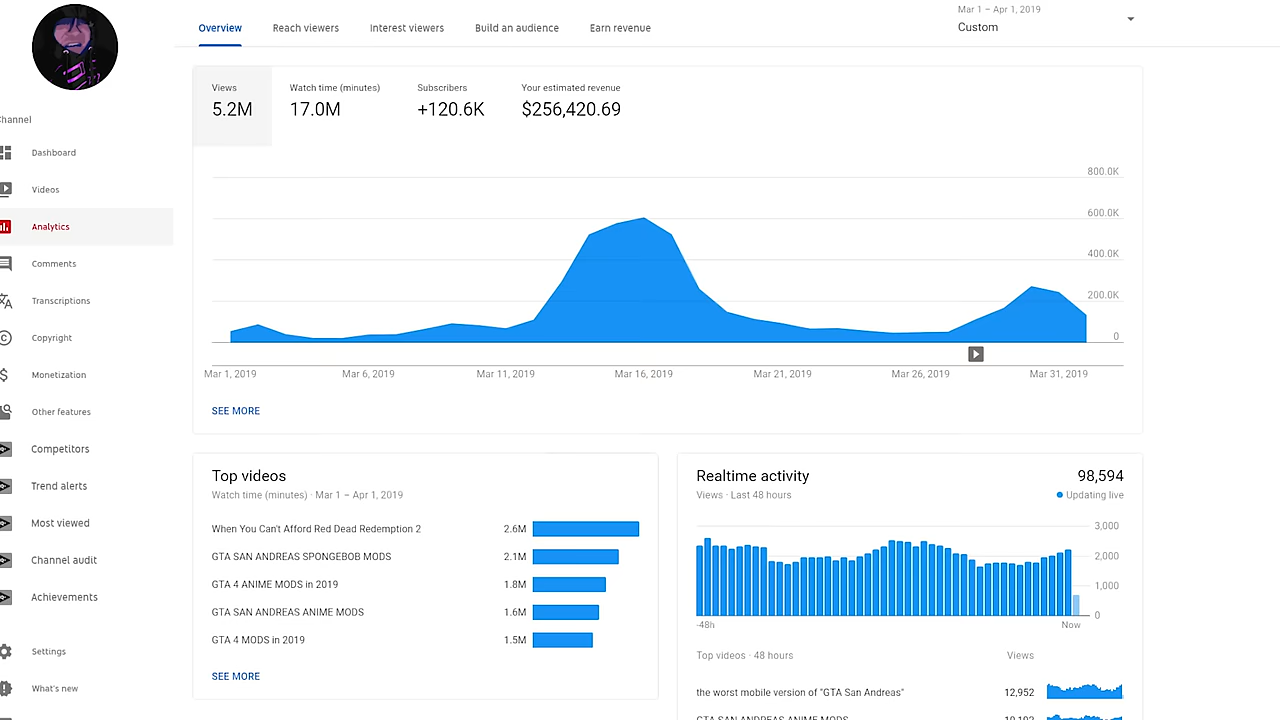 Overview
Reach viewers
Interest viewers
Build an audience
Earn revenue
Mar 1 – Apr 1, 2019
Custom
Channel
Dashboard
Videos
Analytics
Comments
Transcriptions
Copyright
Monetization
Other features
Competitors
Trend alerts
Most viewed
Channel audit
Achievements
Settings
What's new
Views
5.2M
Watch time (minutes)
17.0M
Subscribers
+120.6K
Your estimated revenue
$256,420.69
800.0K
600.0K
400.0K
200.0K
0
Mar 1, 2019
Mar 6, 2019
Mar 11, 2019
Mar 16, 2019
Mar 21, 2019
Mar 26, 2019
Mar 31, 2019
SEE MORE
Top videos
Watch time (minutes) · Mar 1 – Apr 1, 2019
When You Can't Afford Red Dead Redemption 2 2.6M
GTA SAN ANDREAS SPONGEBOB MODS 2.1M
GTA 4 ANIME MODS in 2019 1.8M
GTA SAN ANDREAS ANIME MODS 1.6M
GTA 4 MODS in 2019 1.5M
SEE MORE
Realtime activity 98,594
Views · Last 48 hours Updating live
3,000
2,000
1,000
0
-48h Now
Top videos · 48 hours Views
the worst mobile version of "GTA San Andreas" 12,952
GTA SAN ANDREAS ANIME MODS 10,192